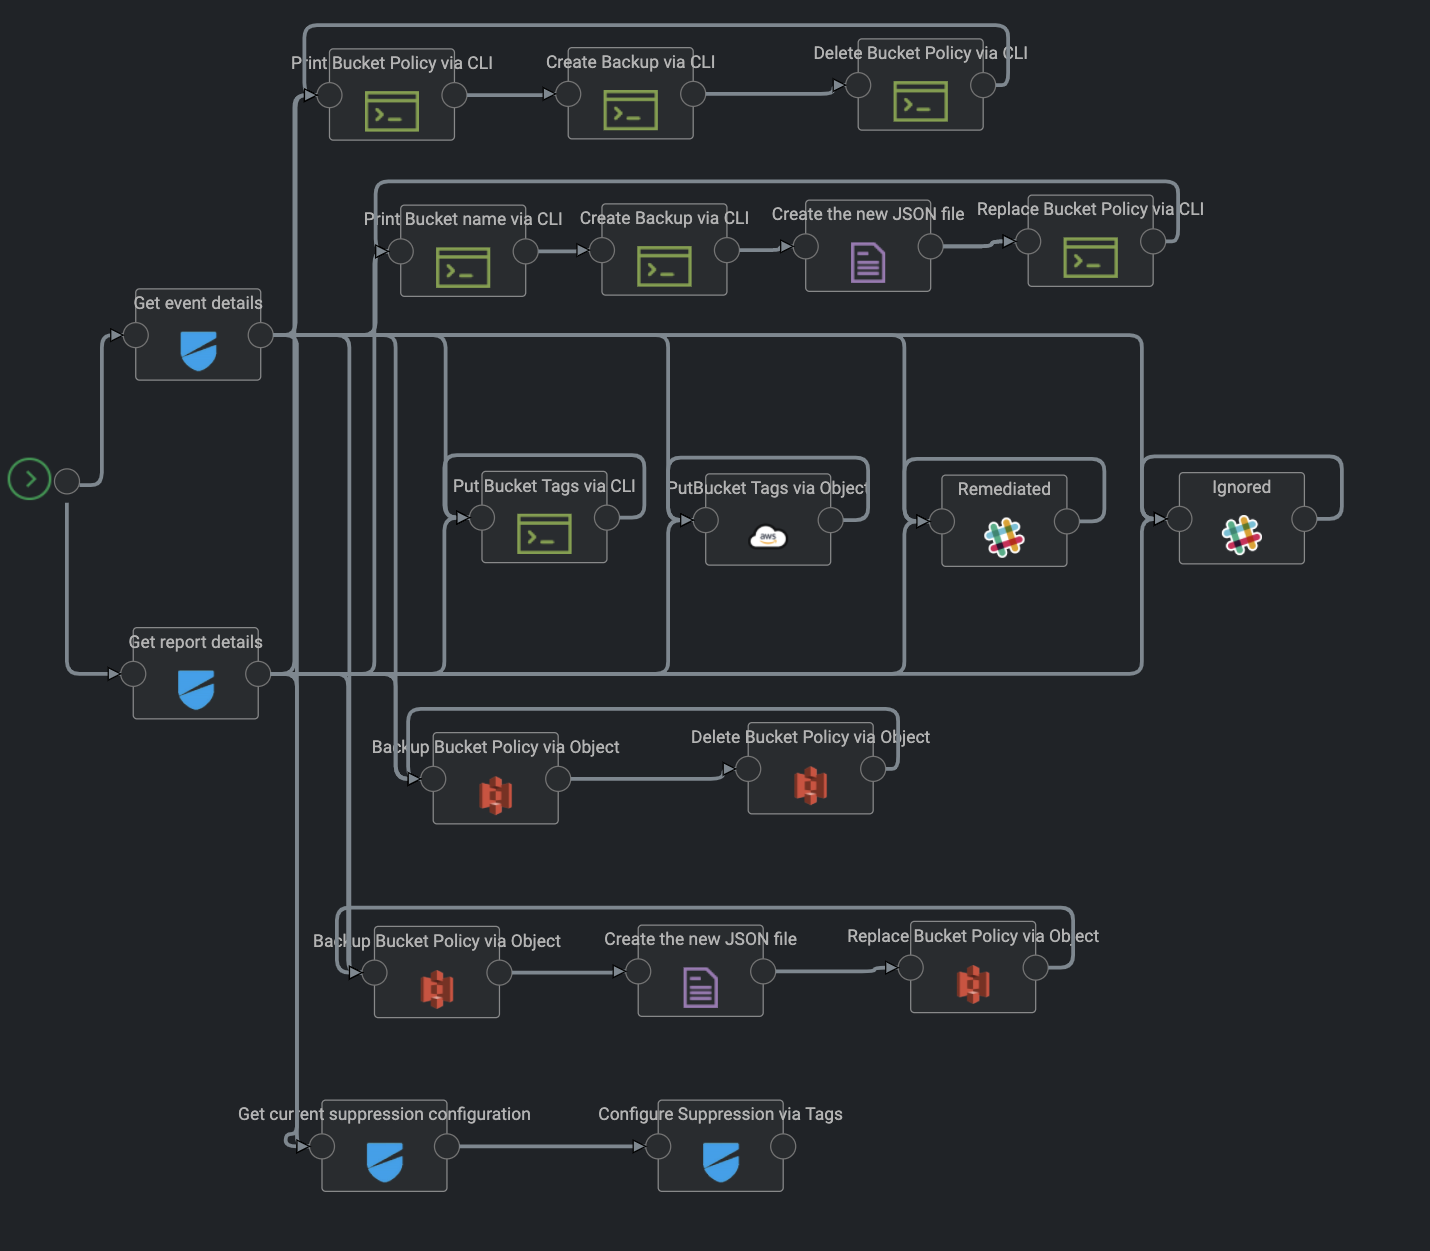 Print Bucket Policy via CLI
Create Backup via CLI
Delete Bucket Policy via CLI
Print Bucket name via CLI
Create Backup via CLI
Create the new JSON file
Replace Bucket Policy via CLI
Get event details
Put Bucket Tags via CLI
PutBucket Tags via Object
aws
Remediated
Ignored
Get report details
Backup Bucket Policy via Object
Delete Bucket Policy via Object
Backup Bucket Policy via Object
Create the new JSON file
Replace Bucket Policy via Object
Get current suppression configuration
Configure Suppression via Tags